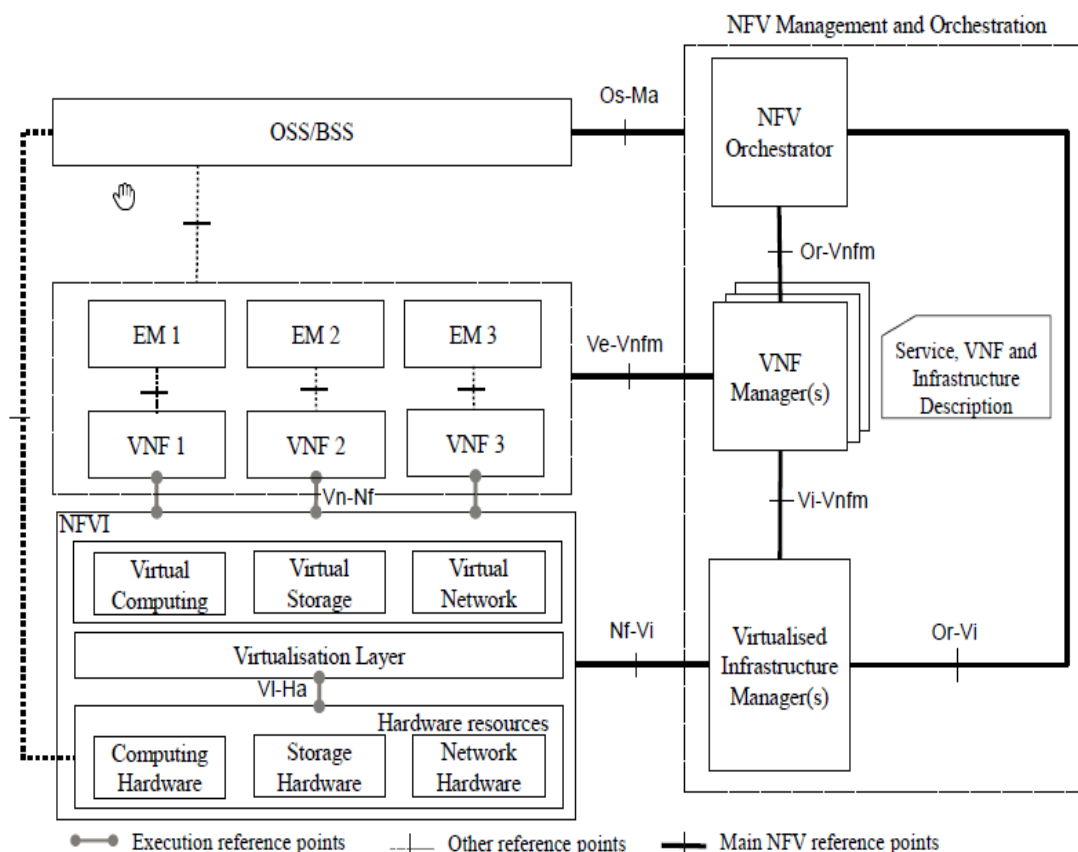 NFV Management and Orchestration
Os-Ma
OSS/BSS
NFV
Orchestrator
Or-Vnfm
EM 1
EM 2
EM 3
Ve-Vnfm
VNF
Manager(s)
Service, VNF and
Infrastructure
Description
VNF 1
VNF 2
VNF 3
Vn-Nf
Vi-Vnfm
NFVI
Virtual
Computing
Virtual
Storage
Virtual
Network
Nf-Vi
Virtualised
Infrastructure
Manager(s)
Or-Vi
Virtualisation Layer
Vl-Ha
Hardware resources
Computing
Hardware
Storage
Hardware
Network
Hardware
Execution reference points
Other reference points
Main NFV reference points